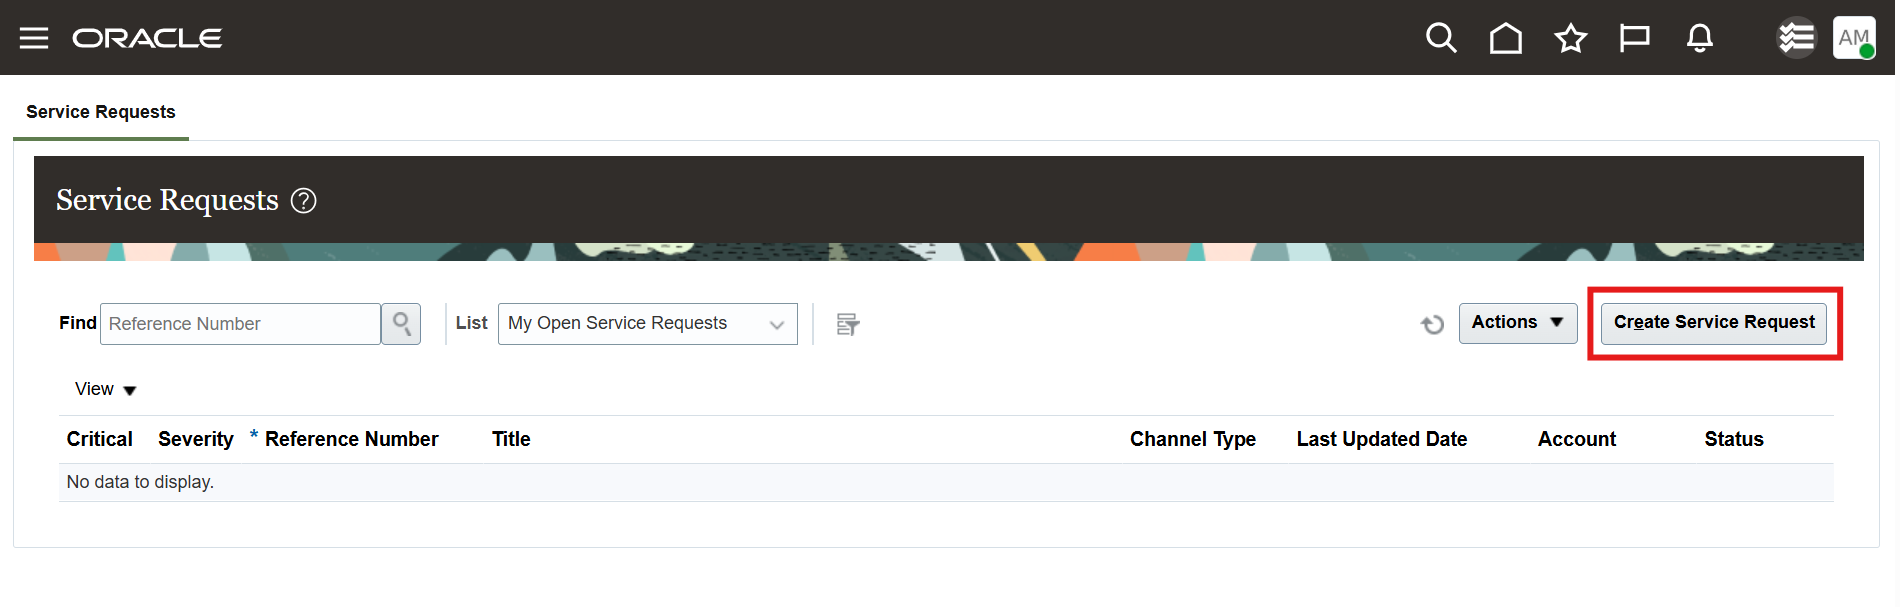 ORACLE
AM
Service Requests
Service Requests ?
Find Reference Number List My Open Service Requests Actions Create Service Request
View
Critical Severity * Reference Number Title Channel Type Last Updated Date Account Status
No data to display.